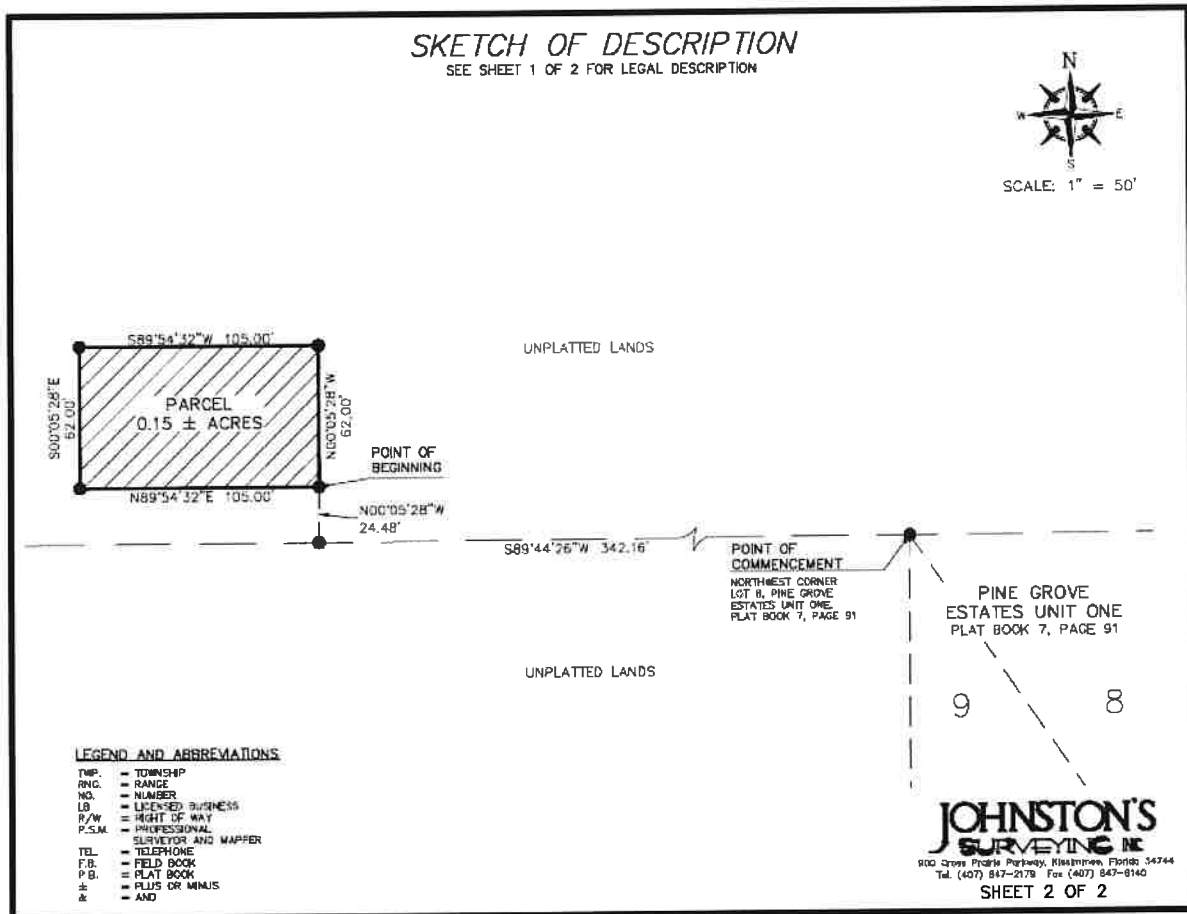 SKETCH OF DESCRIPTION
SEE SHEET 1 OF 2 FOR LEGAL DESCRIPTION
N
W
E
S
SCALE: 1" = 50'
S89°54'32"W 105.00'
UNPLATTED LANDS
S00°05'28"E
62.00'
PARCEL
0.15 ± ACRES
N00°05'28"W
62.00'
POINT OF
BEGINNING
N89°54'32"E 105.00'
N00°05'28"W
24.48'
S89°44'26"W 342.16'
POINT OF
COMMENCEMENT
NORTHWEST CORNER
LOT 8, PINE GROVE
ESTATES UNIT ONE
PLAT BOOK 7, PAGE 91
PINE GROVE
ESTATES UNIT ONE
PLAT BOOK 7, PAGE 91
UNPLATTED LANDS
9
8
LEGEND AND ABBREVIATIONS
TWP. = TOWNSHIP
RNG. = RANGE
NO. = NUMBER
LB = LICENSED BUSINESS
R/W = RIGHT OF WAY
P.S.M. = PROFESSIONAL
SURVEYOR AND MAPPER
TEL. = TELEPHONE
F.B. = FIELD BOOK
P.B. = PLAT BOOK
± = PLUS OR MINUS
& = AND
JOHNSTON'S
SURVEYING INC
900 Cross Prairie Parkway, Kissimmee, Florida 34744
Tel. (407) 847-2179 Fax (407) 847-6140
SHEET 2 OF 2